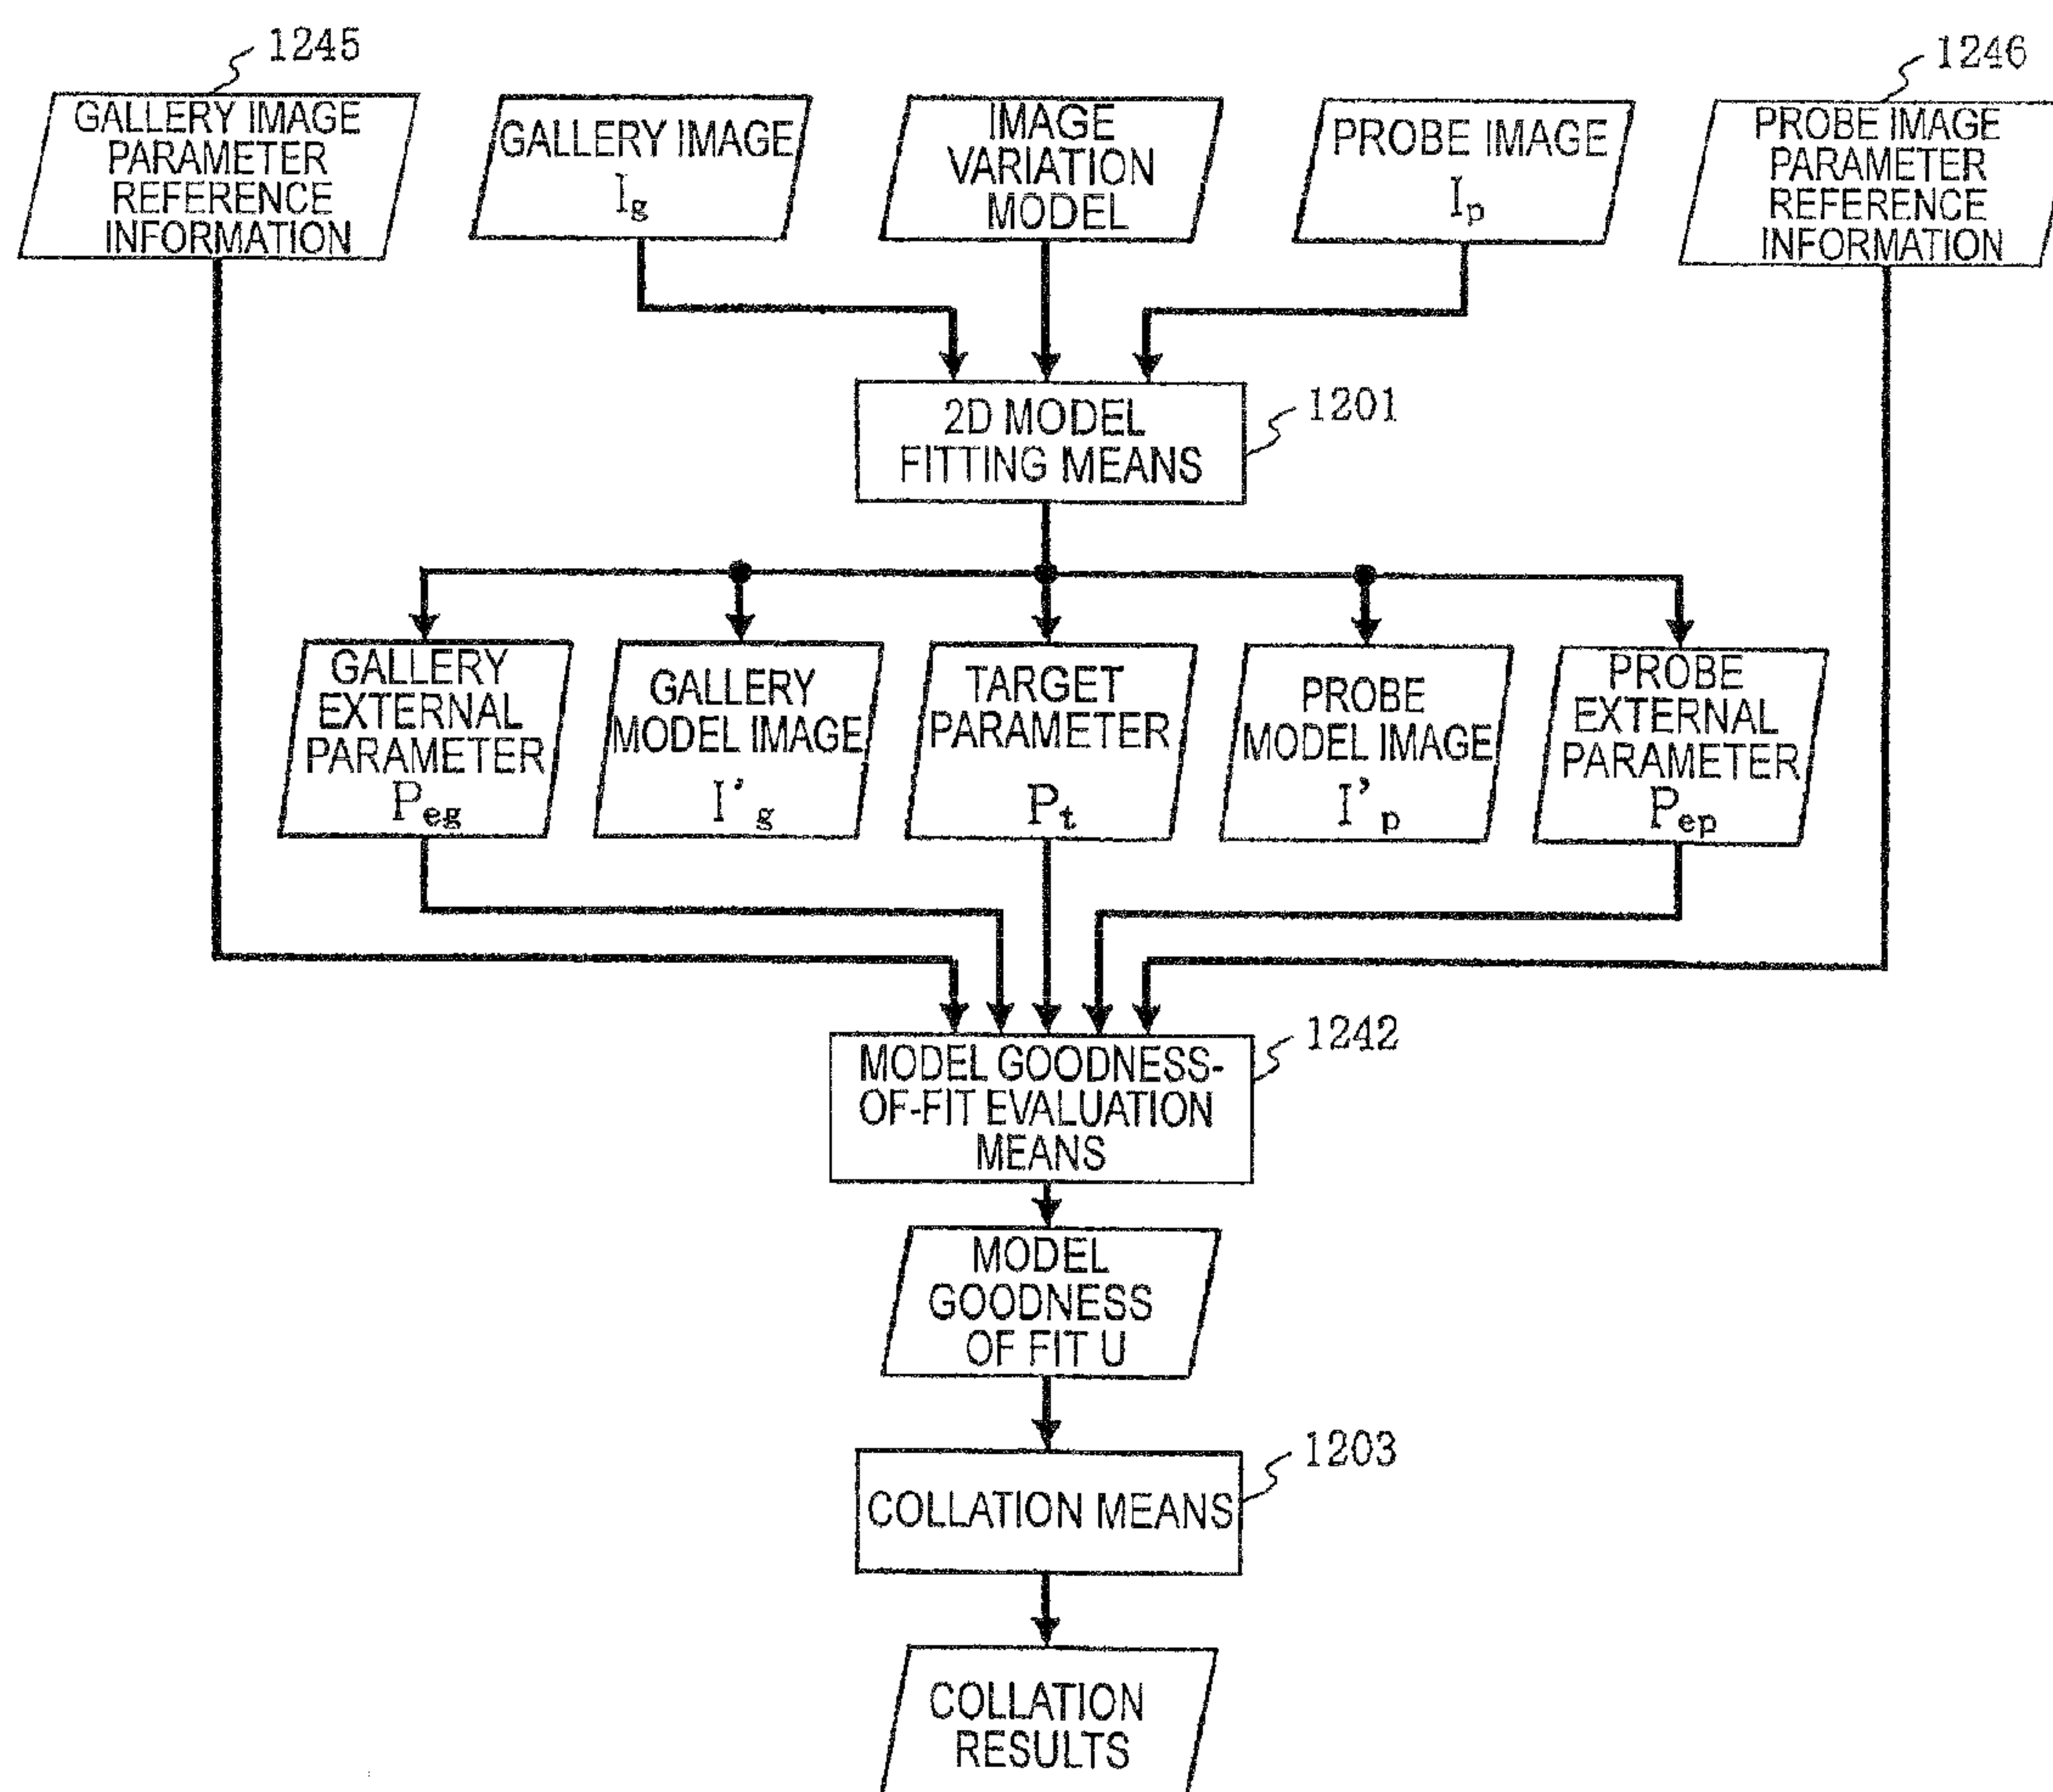 1245
GALLERY IMAGE
PARAMETER
REFERENCE
INFORMATION
GALLERY IMAGE
Ig
IMAGE
VARIATION
MODEL
PROBE IMAGE
Ip
1246
PROBE IMAGE
PARAMETER
REFERENCE
INFORMATION
2D MODEL
FITTING MEANS
1201
GALLERY
EXTERNAL
PARAMETER
Peg
GALLERY
MODEL IMAGE
I'g
TARGET
PARAMETER
Pt
PROBE
MODEL IMAGE
I'p
PROBE
EXTERNAL
PARAMETER
Pep
MODEL GOODNESS-
OF-FIT EVALUATION
MEANS
1242
MODEL
GOODNESS
OF FIT U
COLLATION MEANS
1203
COLLATION
RESULTS